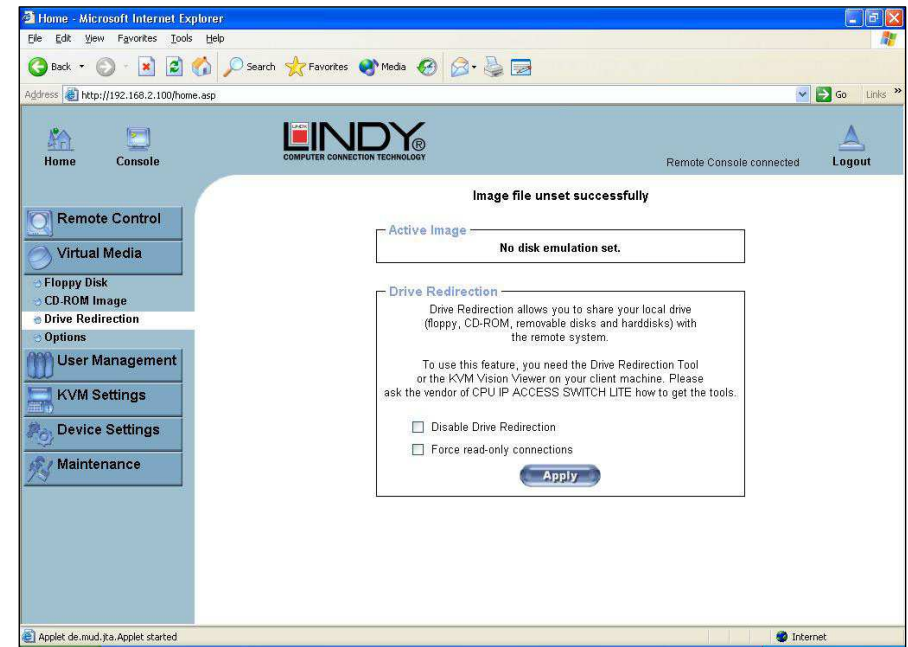 Home - Microsoft Internet Explorer
File Edit View Favorites Tools Help
Back Search Favorites Media
Address http://192.168.2.100/home.asp Go Links »
Home Console
LINDY®
COMPUTER CONNECTION TECHNOLOGY
Remote Console connected Logout
Image file unset successfully
Remote Control
Virtual Media
Floppy Disk
CD-ROM Image
Drive Redirection
Options
User Management
KVM Settings
Device Settings
Maintenance
Active Image
No disk emulation set.
Drive Redirection
Drive Redirection allows you to share your local drive
(floppy, CD-ROM, removable disks and harddisks) with
the remote system.
To use this feature, you need the Drive Redirection Tool
or the KVM Vision Viewer on your client machine. Please
ask the vendor of CPU IP ACCESS SWITCH LITE how to get the tools.
Disable Drive Redirection
Force read-only connections
Apply
Applet de.mud.jta.Applet started Internet